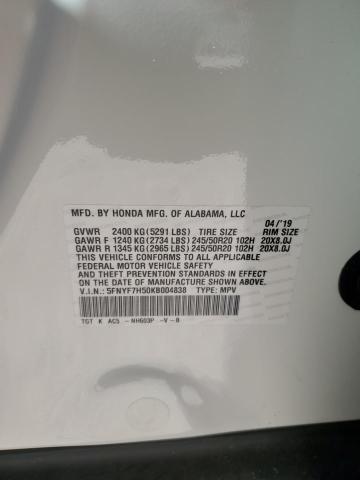 MFD. BY HONDA MFG. OF ALABAMA, LLC
04/'19
GVWR 2400 KG(5291 LBS) TIRE SIZE RIM SIZE
GAWR F 1240 KG(2734 LBS) 245/50R20 102H 20X8.0J
GAWR R 1345 KG(2965 LBS) 245/50R20 102H 20X8.0J
THIS VEHICLE CONFORMS TO ALL APPLICABLE
FEDERAL MOTOR VEHICLE SAFETY
AND THEFT PREVENTION STANDARDS IN EFFECT
ON THE DATE OF MANUFACTURE SHOWN ABOVE.
V.I.N.: 5FNYF7H50KB004838 TYPE: MPV
TGT K AC5 -NH603P -V-B